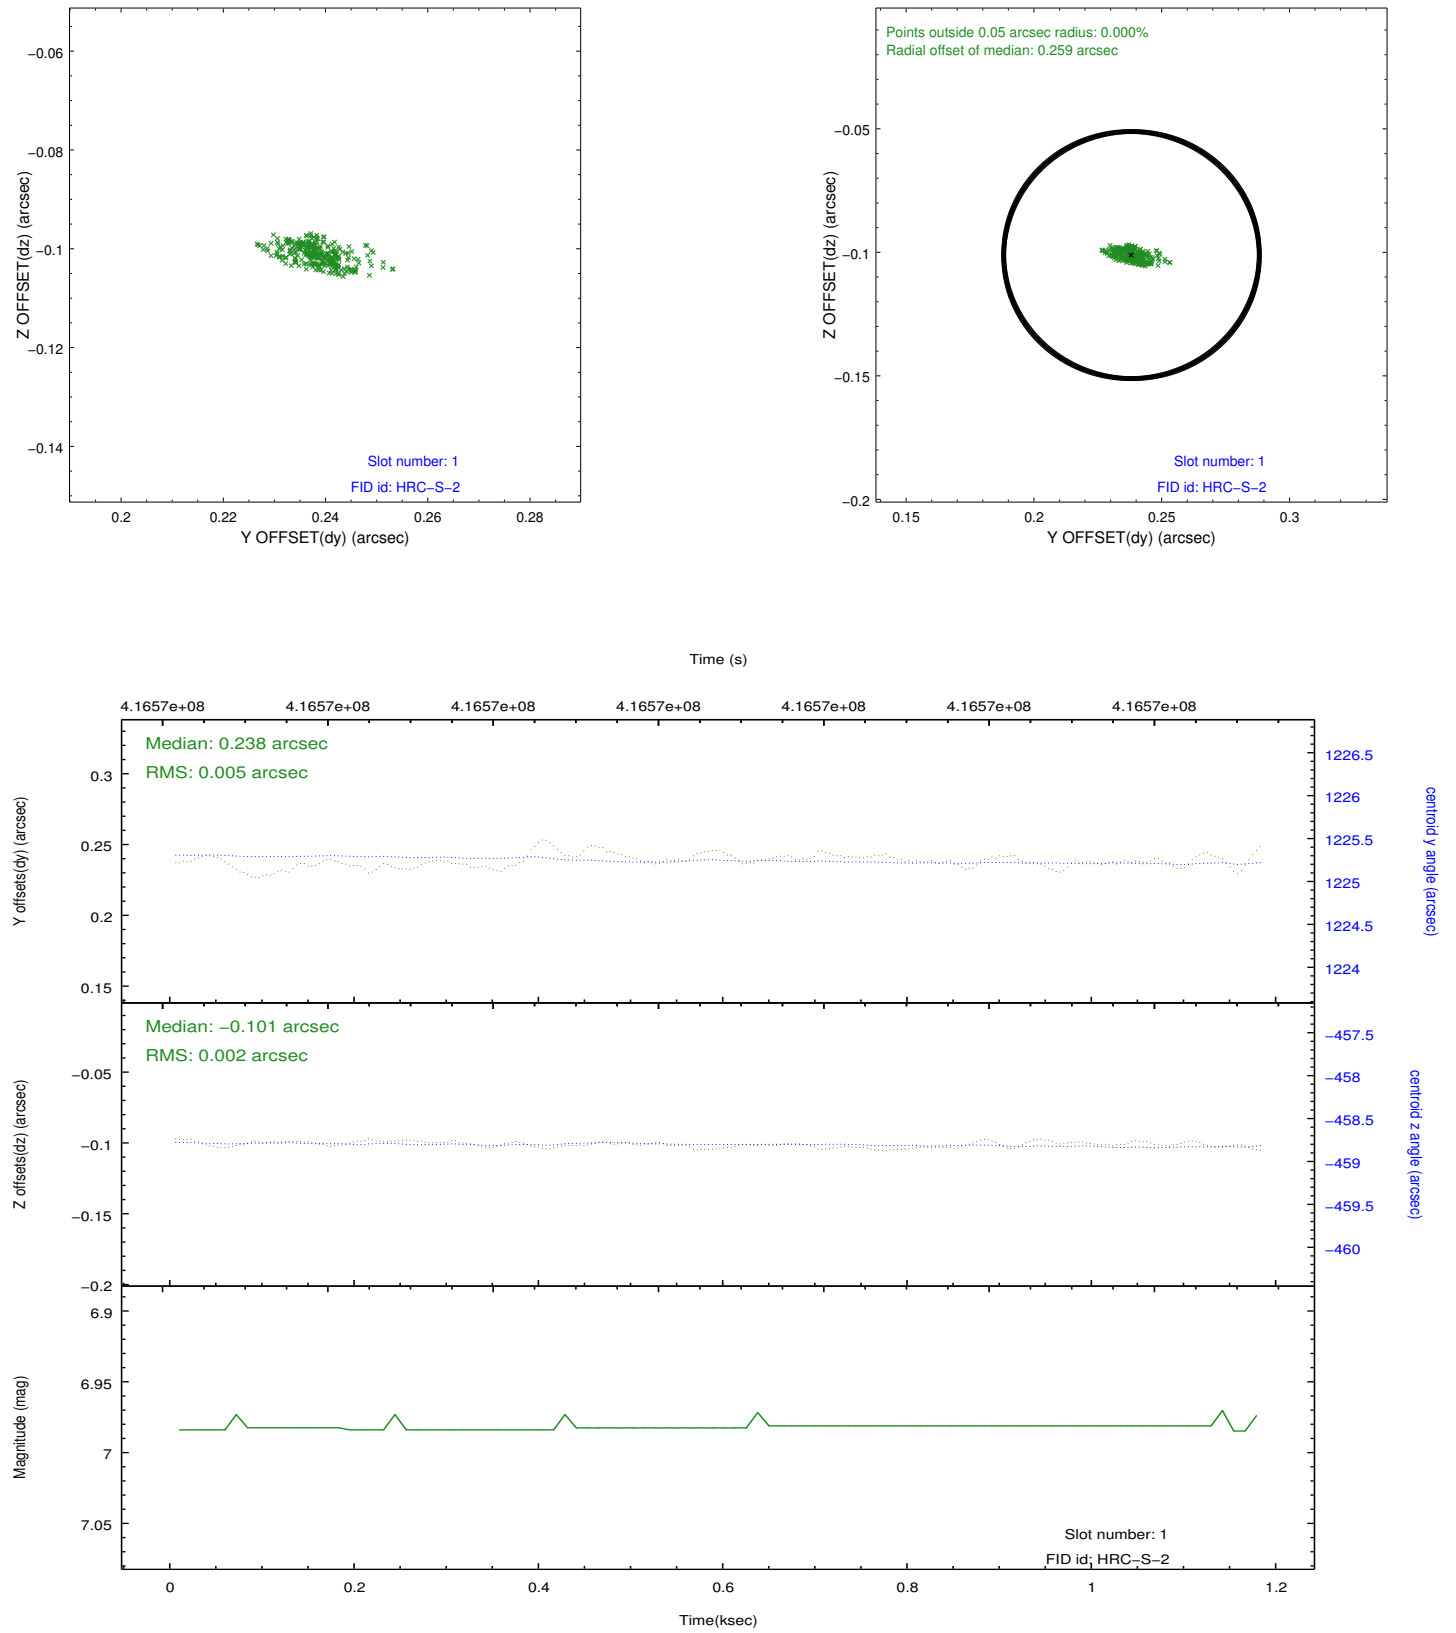 −0.06
−0.08
−0.1
−0.12
−0.14
Z OFFSET(dz) (arcsec)
Slot number: 1
FID id: HRC−S−2
0.2 0.22 0.24 0.26 0.28
Y OFFSET(dy) (arcsec)
Points outside 0.05 arcsec radius: 0.000%
Radial offset of median: 0.259 arcsec
−0.05
−0.1
−0.15
−0.2
Z OFFSET(dz) (arcsec)
Slot number: 1
FID id: HRC−S−2
0.15 0.2 0.25 0.3
Y OFFSET(dy) (arcsec)
Time (s)
4.1657e+08 4.1657e+08 4.1657e+08 4.1657e+08 4.1657e+08 4.1657e+08 4.1657e+08
Median: 0.238 arcsec
RMS: 0.005 arcsec
0.3
0.25
0.2
0.15
Y offsets(dy) (arcsec)
1226.5
1226
1225.5
1225
1224.5
1224
centroid y angle (arcsec)
Median: −0.101 arcsec
RMS: 0.002 arcsec
−0.05
−0.1
−0.15
−0.2
Z offsets(dz) (arcsec)
−457.5
−458
−458.5
−459
−459.5
−460
centroid z angle (arcsec)
6.9
6.95
7
7.05
Magnitude (mag)
Slot number: 1
FID id: HRC−S−2
0 0.2 0.4 0.6 0.8 1 1.2
Time(ksec)